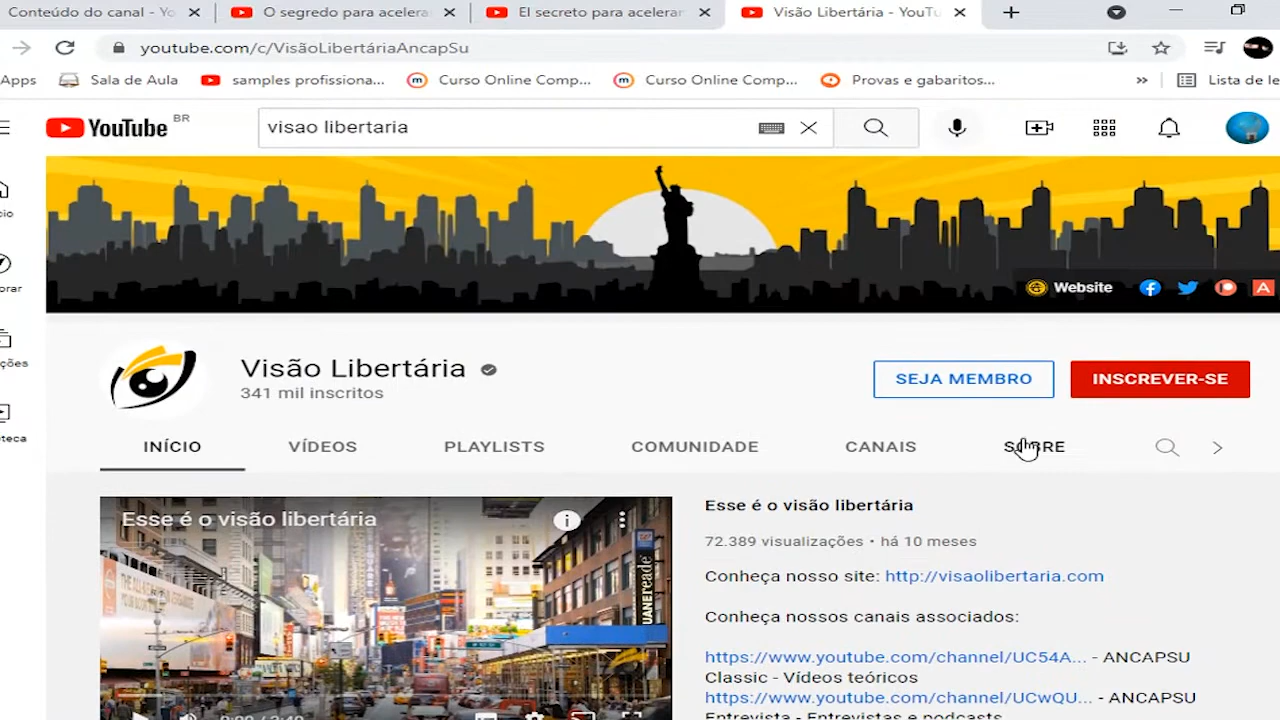 Conteúdo do canal - Yo
O segredo para acelera
El secreto para acelerar
Visão Libertária - YouTu
youtube.com/c/VisãoLibertáriaAncapSu
Apps
Sala de Aula
samples profissiona...
Curso Online Comp...
Curso Online Comp...
Provas e gabaritos...
Lista de le
YouTube BR
visao libertaria
Website
Visão Libertária
341 mil inscritos
SEJA MEMBRO
INSCREVER-SE
INÍCIO
VÍDEOS
PLAYLISTS
COMUNIDADE
CANAIS
SOBRE
Esse é o visão libertária
Esse é o visão libertária
72.389 visualizações • há 10 meses
Conheça nosso site: http://visaolibertaria.com
Conheça nossos canais associados:
https://www.youtube.com/channel/UC54A... - ANCAPSU
Classic - Vídeos teóricos
https://www.youtube.com/channel/UCwQU... - ANCAPSU
Entrevista - Entrevistas e podcasts